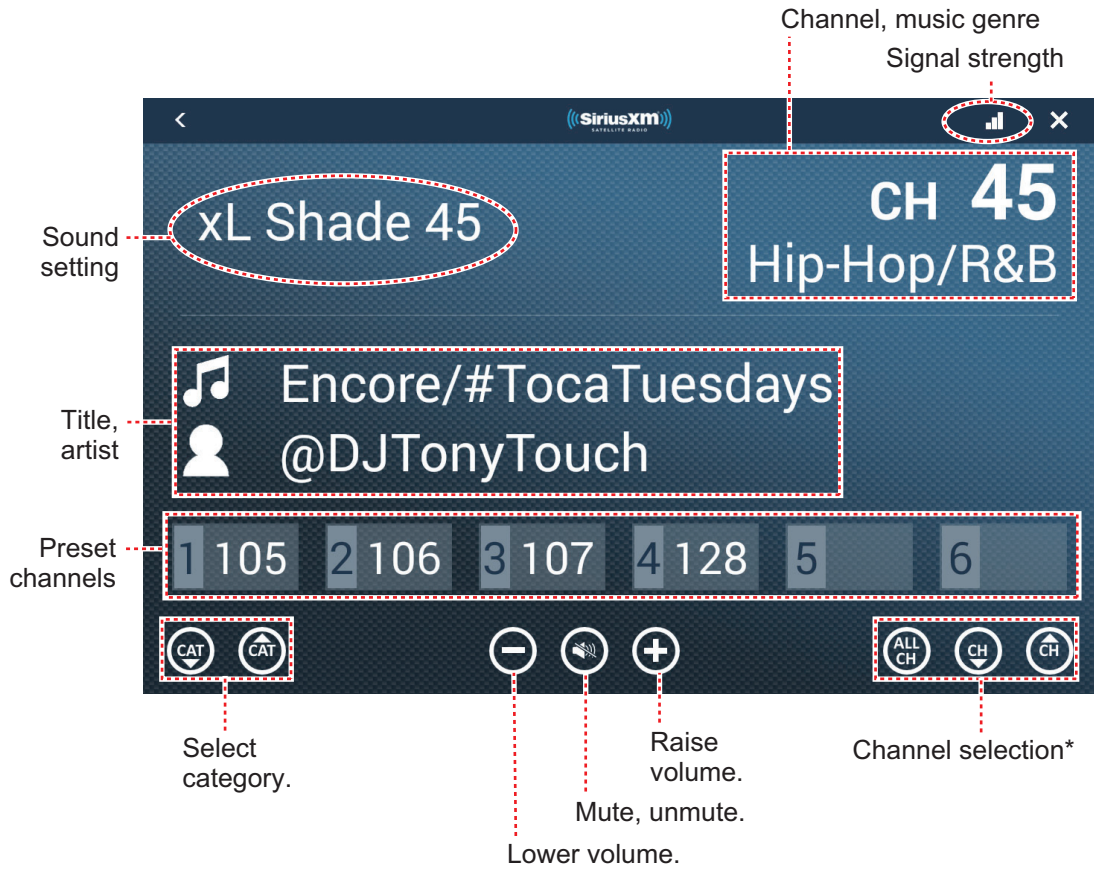 Channel, music genre
Signal strength
((SiriusXM))
SATELLITE RADIO
xL Shade 45
CH 45
Hip-Hop/R&B
Sound
setting
Encore/#TocaTuesdays
@DJTonyTouch
Title,
artist
Preset
channels
1 105 2 106 3 107 4 128 5 6
CAT CAT ALL CH CH CH
Select
category.
Raise
volume.
Channel selection*
Mute, unmute.
Lower volume.